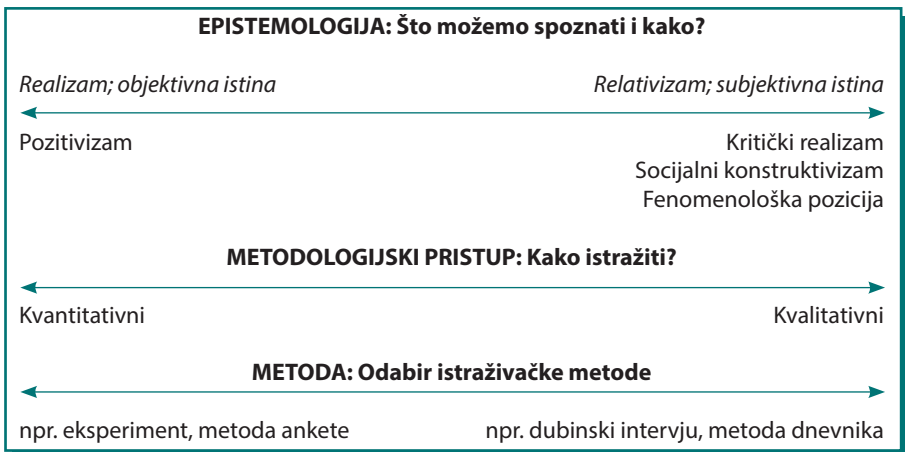 EPISTEMOLOGIJA: Što možemo spoznati i kako?
Realizam; objektivna istina
Relativizam; subjektivna istina
Pozitivizam
Kritički realizam
Socijalni konstruktivizam
Fenomenološka pozicija
METODOLOGIJSKI PRISTUP: Kako istražiti?
Kvantitativni
Kvalitativni
METODA: Odabir istraživačke metode
npr. eksperiment, metoda ankete
npr. dubinski intervju, metoda dnevnika